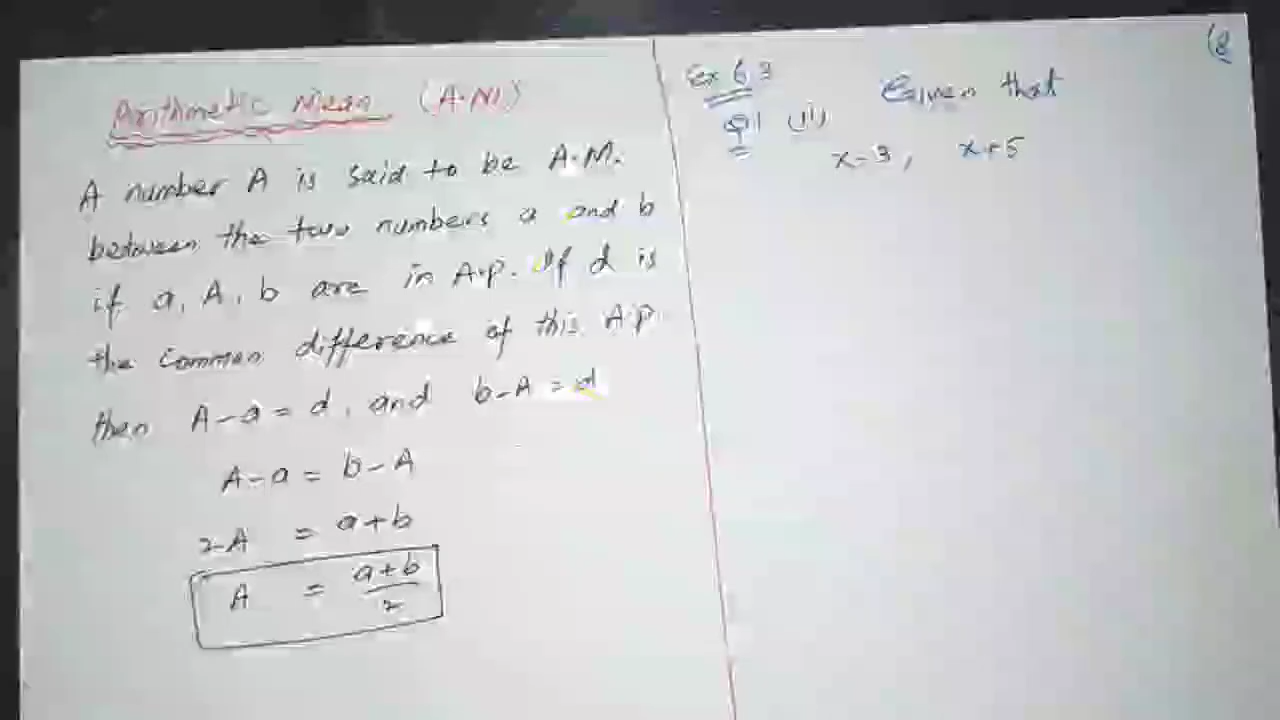 Arithmetic Mean (A.M)
A number A is said to be A.M.
between the two numbers a and b
if a, A, b are in A.p. If d is
the common difference of this A.p.
then A-a = d, and b-A = d
A-a = b-A
2A = a+b
A = a+b/2
(8
Ex 6.3
Given that
Q1 (ii)
x-3, x+5